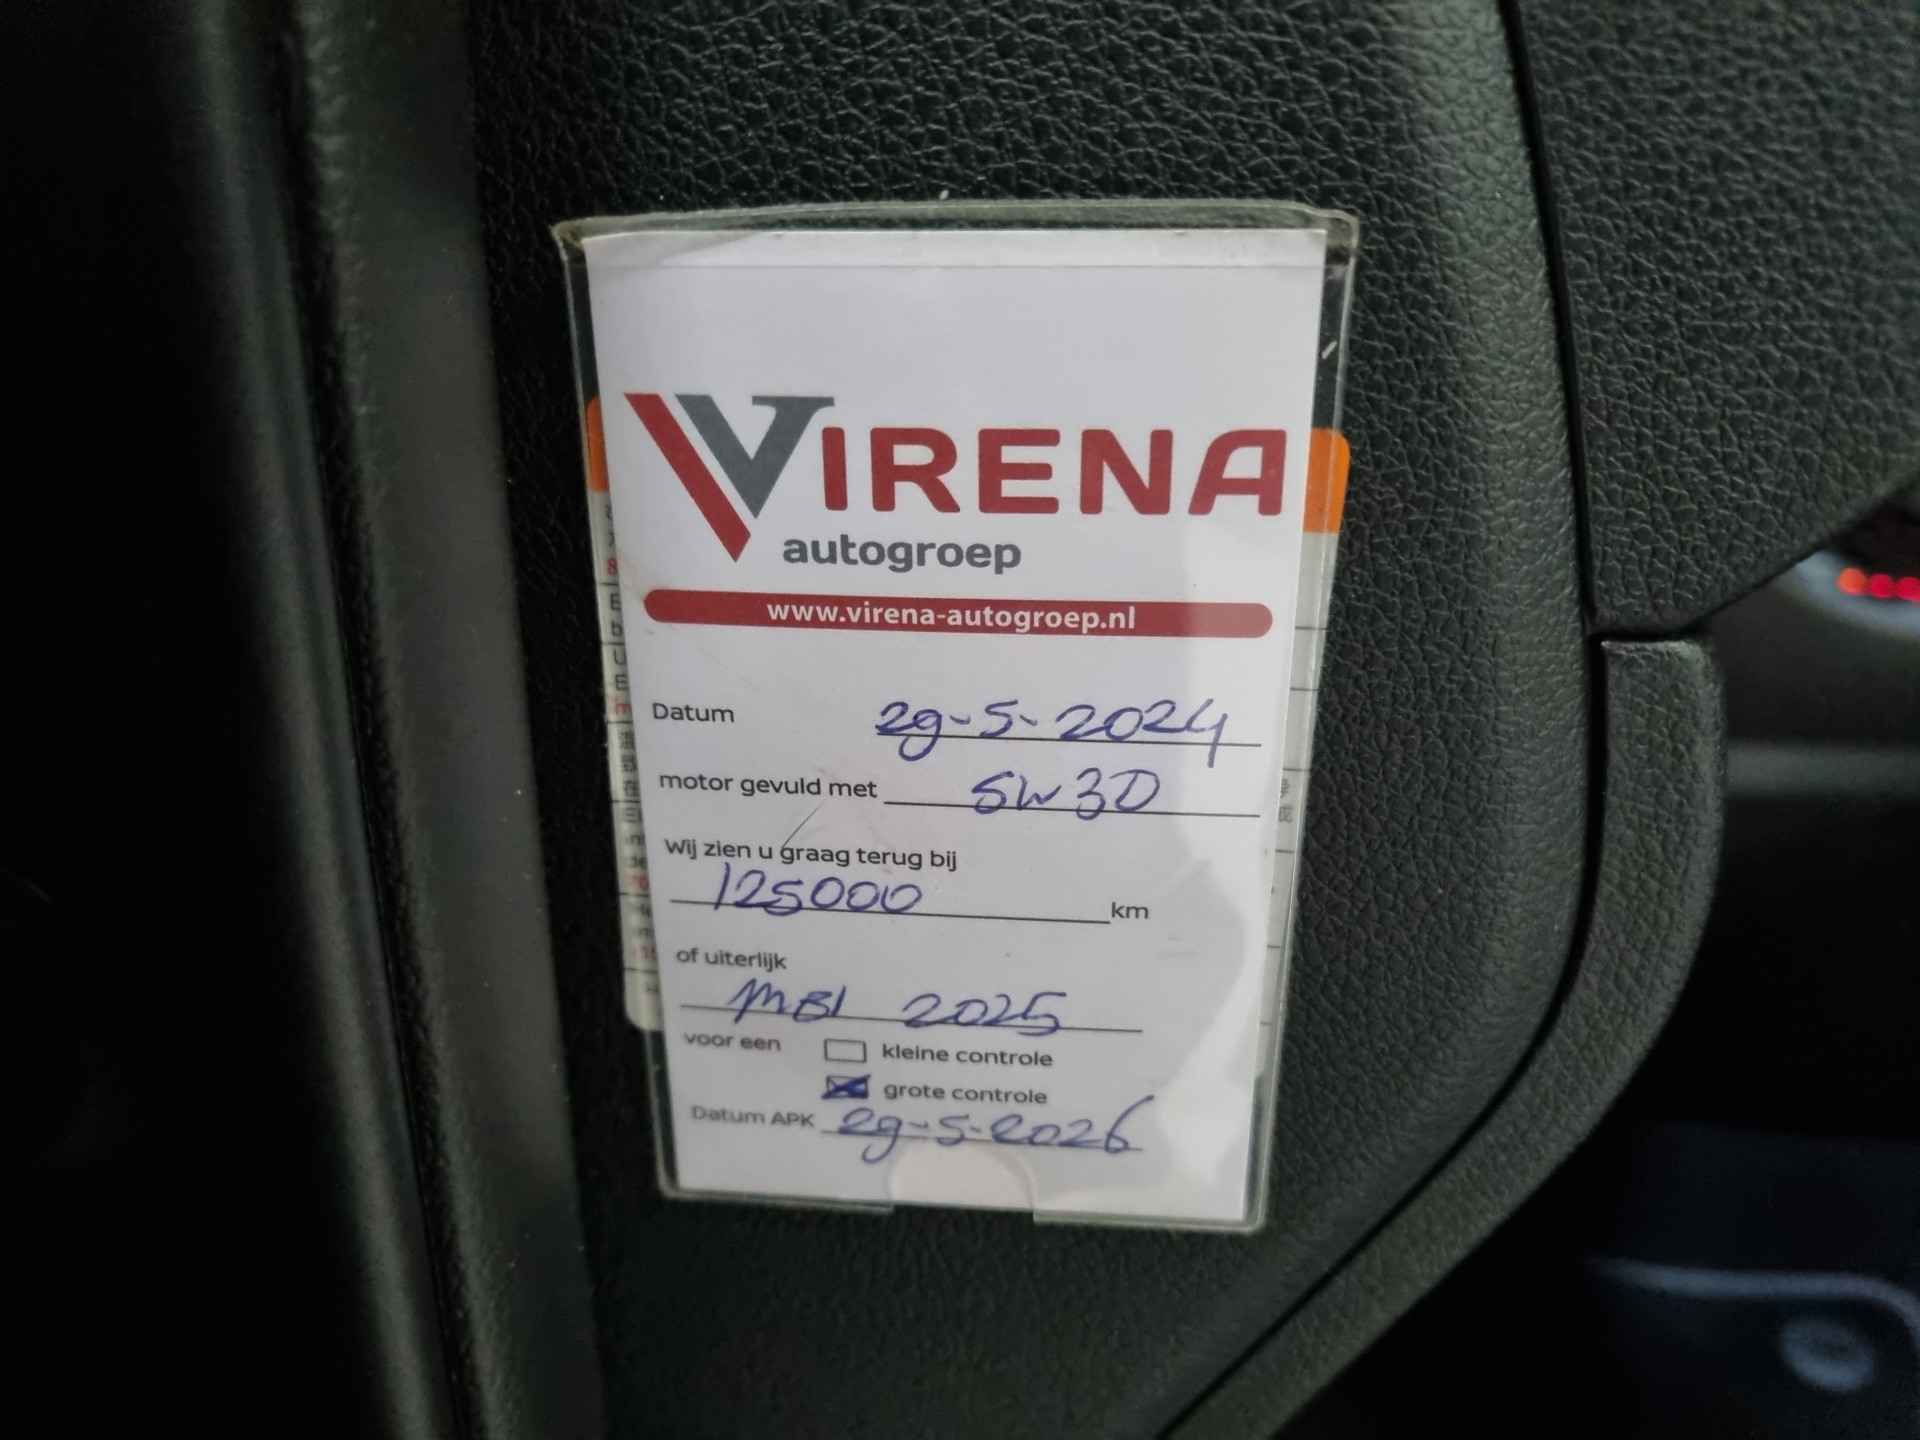 VIRENA
autogroep
www.virena-autogroep.nl
Datum 29-5-2024
motor gevuld met 5W30
Wij zien u graag terug bij
125000 km
of uiterlijk
MEI 2025
voor een kleine controle
grote controle
Datum APK 29-5-2026